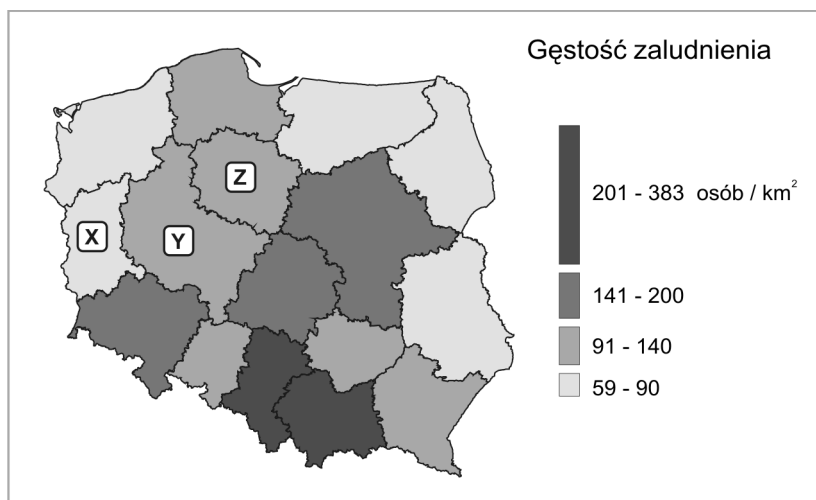 Gęstość zaludnienia
201 - 383 osób / km²
141 - 200
91 - 140
59 - 90
Z
X
Y